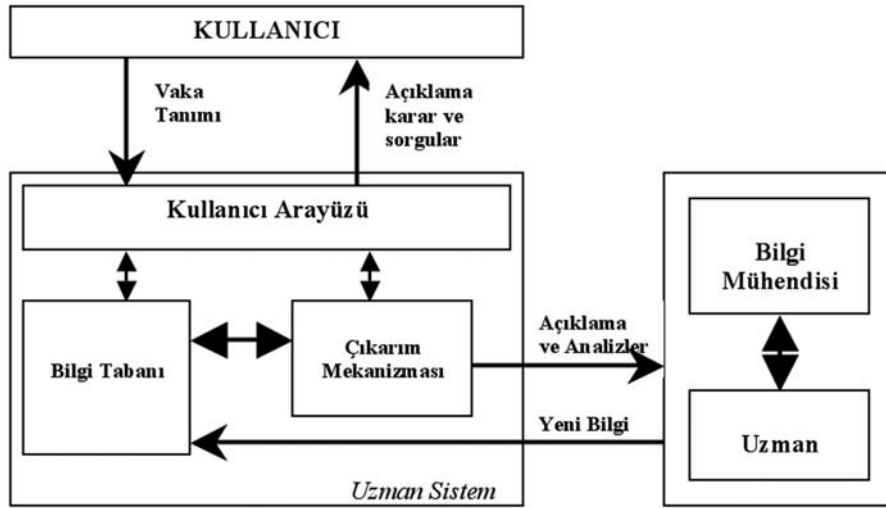 KULLANICI
Vaka
Tanımı
Açıklama
karar ve
sorgular
Kullanıcı Arayüzü
Bilgi Tabanı
Çıkarım
Mekanizması
Uzman Sistem
Açıklama
ve Analizler
Yeni Bilgi
Bilgi
Mühendisi
Uzman